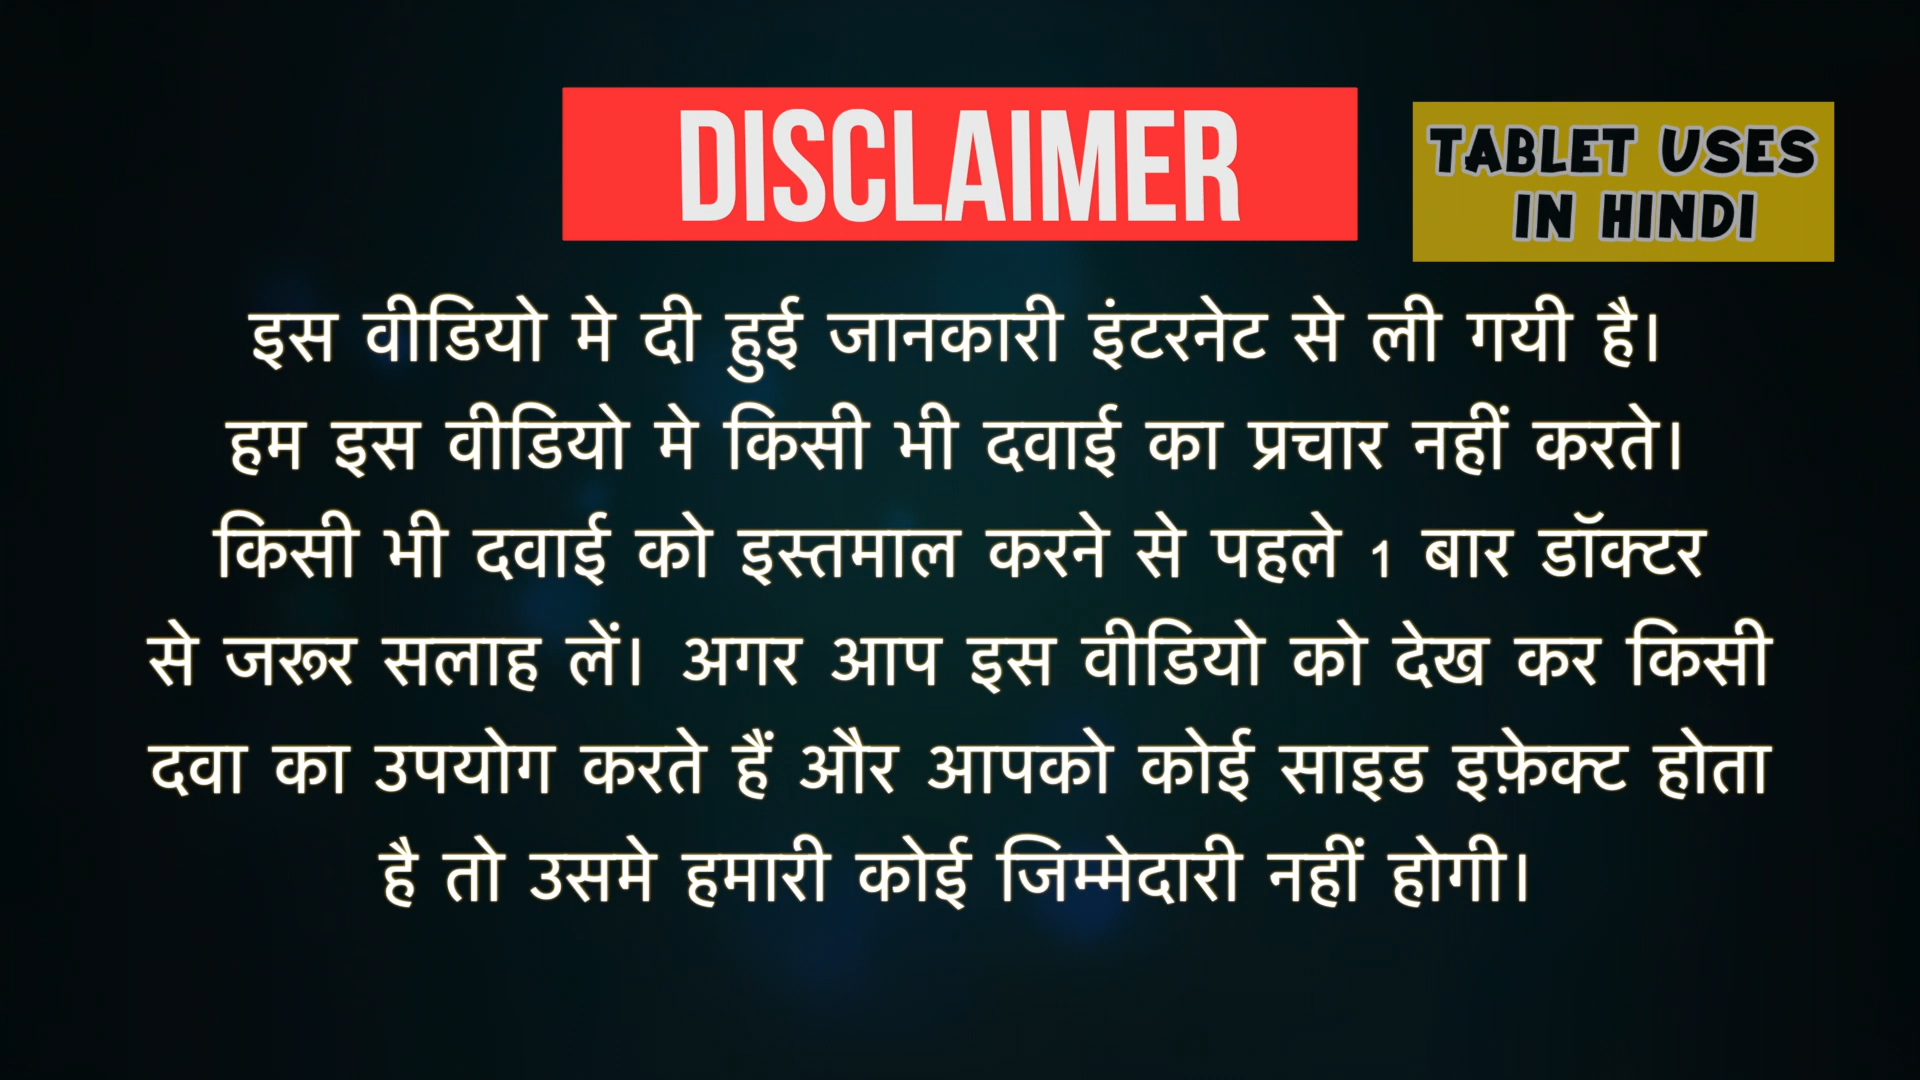 DISCLAIMER
TABLET USES
IN HINDI
इस वीडियो मे दी हुई जानकारी इंटरनेट से ली गयी है।
हम इस वीडियो मे किसी भी दवाई का प्रचार नहीं करते।
किसी भी दवाई को इस्तमाल करने से पहले 1 बार डॉक्टर
से जरूर सलाह लें। अगर आप इस वीडियो को देख कर किसी
दवा का उपयोग करते हैं और आपको कोई साइड इफ़ेक्ट होता
है तो उसमे हमारी कोई जिम्मेदारी नहीं होगी।